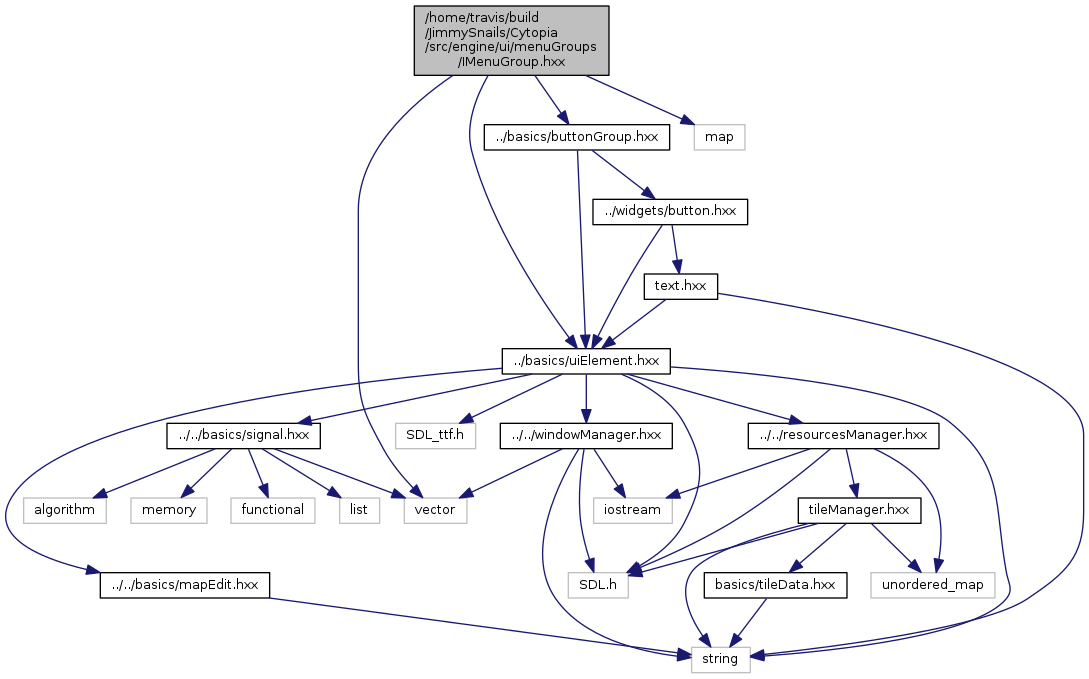 /home/travis/build
/JimmySnails/Cytopia
/src/engine/ui/menuGroups
/IMenuGroup.hxx
../basics/buttonGroup.hxx
map
../widgets/button.hxx
text.hxx
../basics/uiElement.hxx
../../basics/signal.hxx
SDL_ttf.h
../../windowManager.hxx
../../resourcesManager.hxx
algorithm
memory
functional
list
vector
iostream
tileManager.hxx
../../basics/mapEdit.hxx
SDL.h
basics/tileData.hxx
unordered_map
string